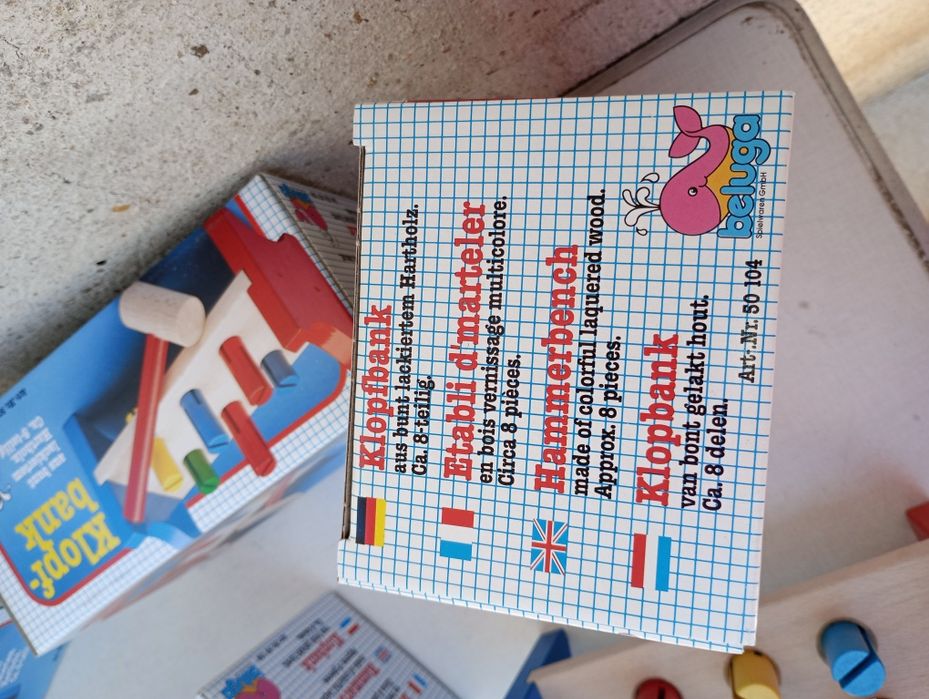 Klopfbank
aus bunt lackiertem Hartholz.
Ca. 8-teilig.
Etabli d'marteler
en bois vernissage multicolore.
Circa 8 pièces.
Hammerbench
made of colorful laquered wood.
Approx. 8 pieces.
Klopbank
van bont gelakt hout.
Ca. 8 delen.
Art. Nr. 50 104
beluga
Spielwaren GmbH
Klopf-
bank